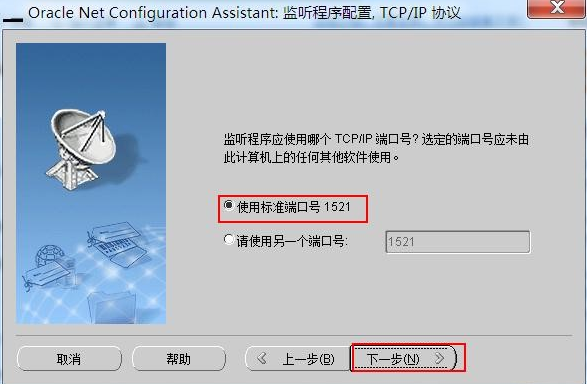 Oracle Net Configuration Assistant: 监听程序配置, TCP/IP 协议
监听程序应使用哪个 TCP/IP 端口号? 选定的端口号应未由
此计算机上的任何其他软件使用。
使用标准端口号 1521
请使用另一个端口号:
1521
取消
帮助
上一步(B)
下一步(N)